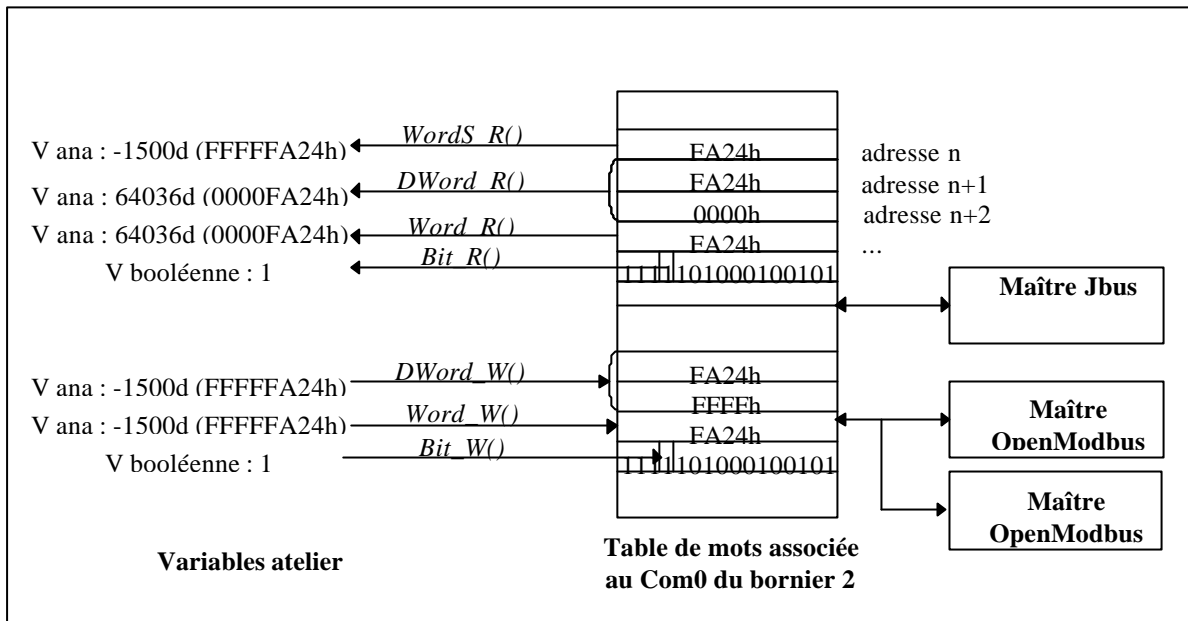 WordS_R()
V ana : -1500d (FFFFFA24h)
FA24h
adresse n
DWord_R()
V ana : 64036d (0000FA24h)
FA24h
adresse n+1
0000h
adresse n+2
Word_R()
V ana : 64036d (0000FA24h)
FA24h
...
Bit_R()
V booléenne : 1
1111101000100101
Maître Jbus
DWord_W()
V ana : -1500d (FFFFFA24h)
FA24h
FFFFh
Word_W()
V ana : -1500d (FFFFFA24h)
FA24h
Bit_W()
V booléenne : 1
1111101000100101
Maître
OpenModbus
Maître
OpenModbus
Variables atelier
Table de mots associée
au Com0 du bornier 2